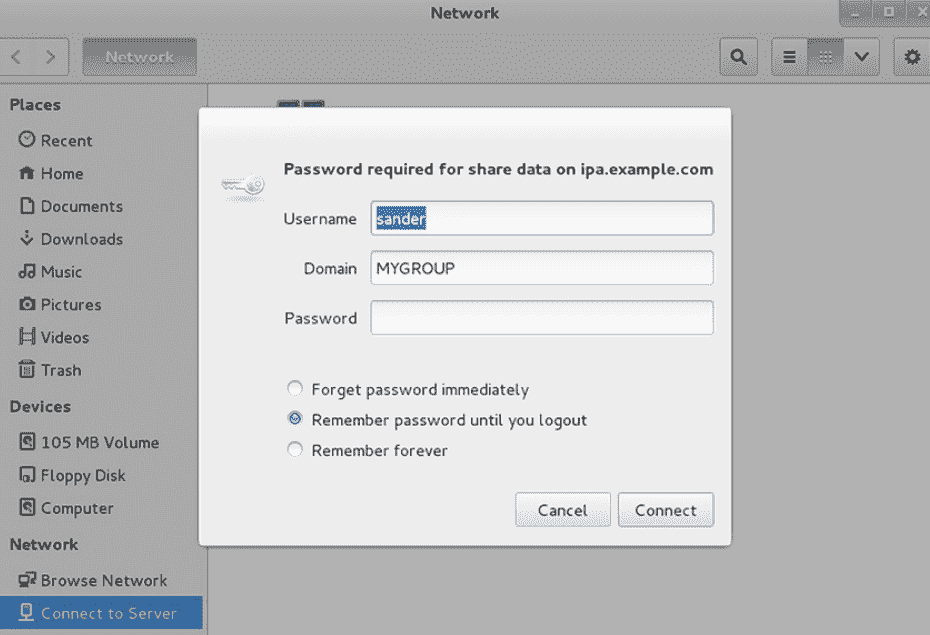 Network
Network
Places
Recent
Home
Documents
Downloads
Music
Pictures
Videos
Trash
Devices
105 MB Volume
Floppy Disk
Computer
Network
Browse Network
Connect to Server
Password required for share data on ipa.example.com
Username sander
Domain MYGROUP
Password
Forget password immediately
Remember password until you logout
Remember forever
Cancel Connect